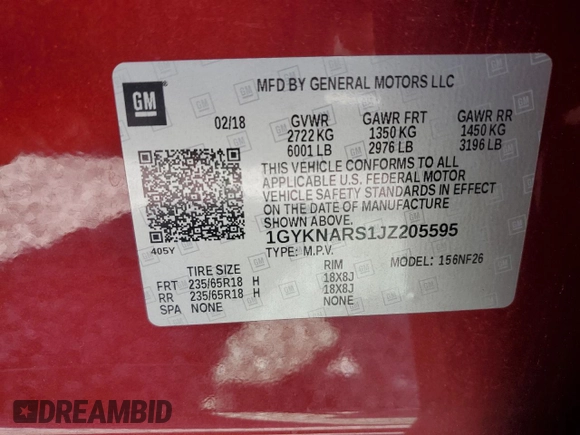 GM
MFD BY GENERAL MOTORS LLC
02/18
GVWR GAWR FRT GAWR RR
2722 KG 1350 KG 1450 KG
6001 LB 2976 LB 3196 LB
THIS VEHICLE CONFORMS TO ALL
APPLICABLE U.S. FEDERAL MOTOR
VEHICLE SAFETY STANDARDS IN EFFECT
ON THE DATE OF MANUFACTURE
SHOWN ABOVE.
1GYKNARS1JZ205595
405Y
TYPE: M.P.V. MODEL: 156NF26
TIRE SIZE RIM
FRT 235/65R18 H 18X8J
RR 235/65R18 H 18X8J
SPA NONE NONE
DREAMBID